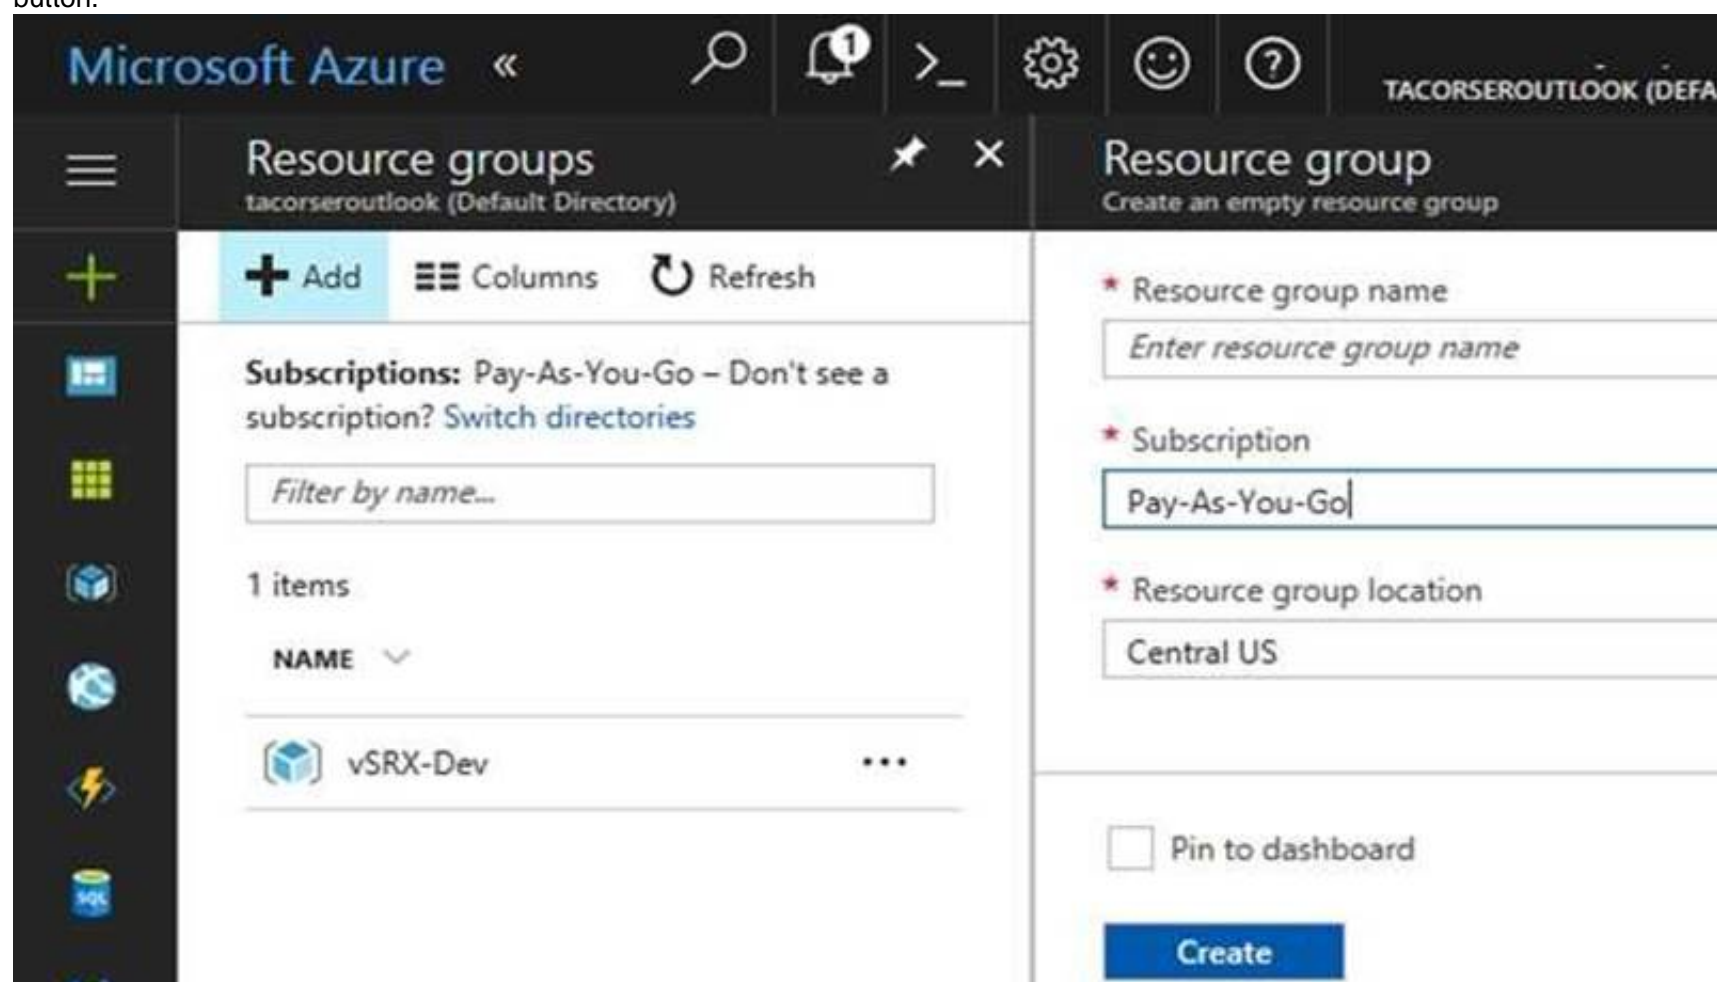 button.
Microsoft Azure «
1
TACORSEROUTLOOK (DEFA
Resource groups
tacorseroutlook (Default Directory)
Add
Columns
Refresh
Subscriptions: Pay-As-You-Go – Don't see a
subscription? Switch directories
Filter by name...
1 items
NAME
vSRX-Dev
SQL
Resource group
Create an empty resource group
* Resource group name
Enter resource group name
* Subscription
Pay-As-You-Go
* Resource group location
Central US
Pin to dashboard
Create